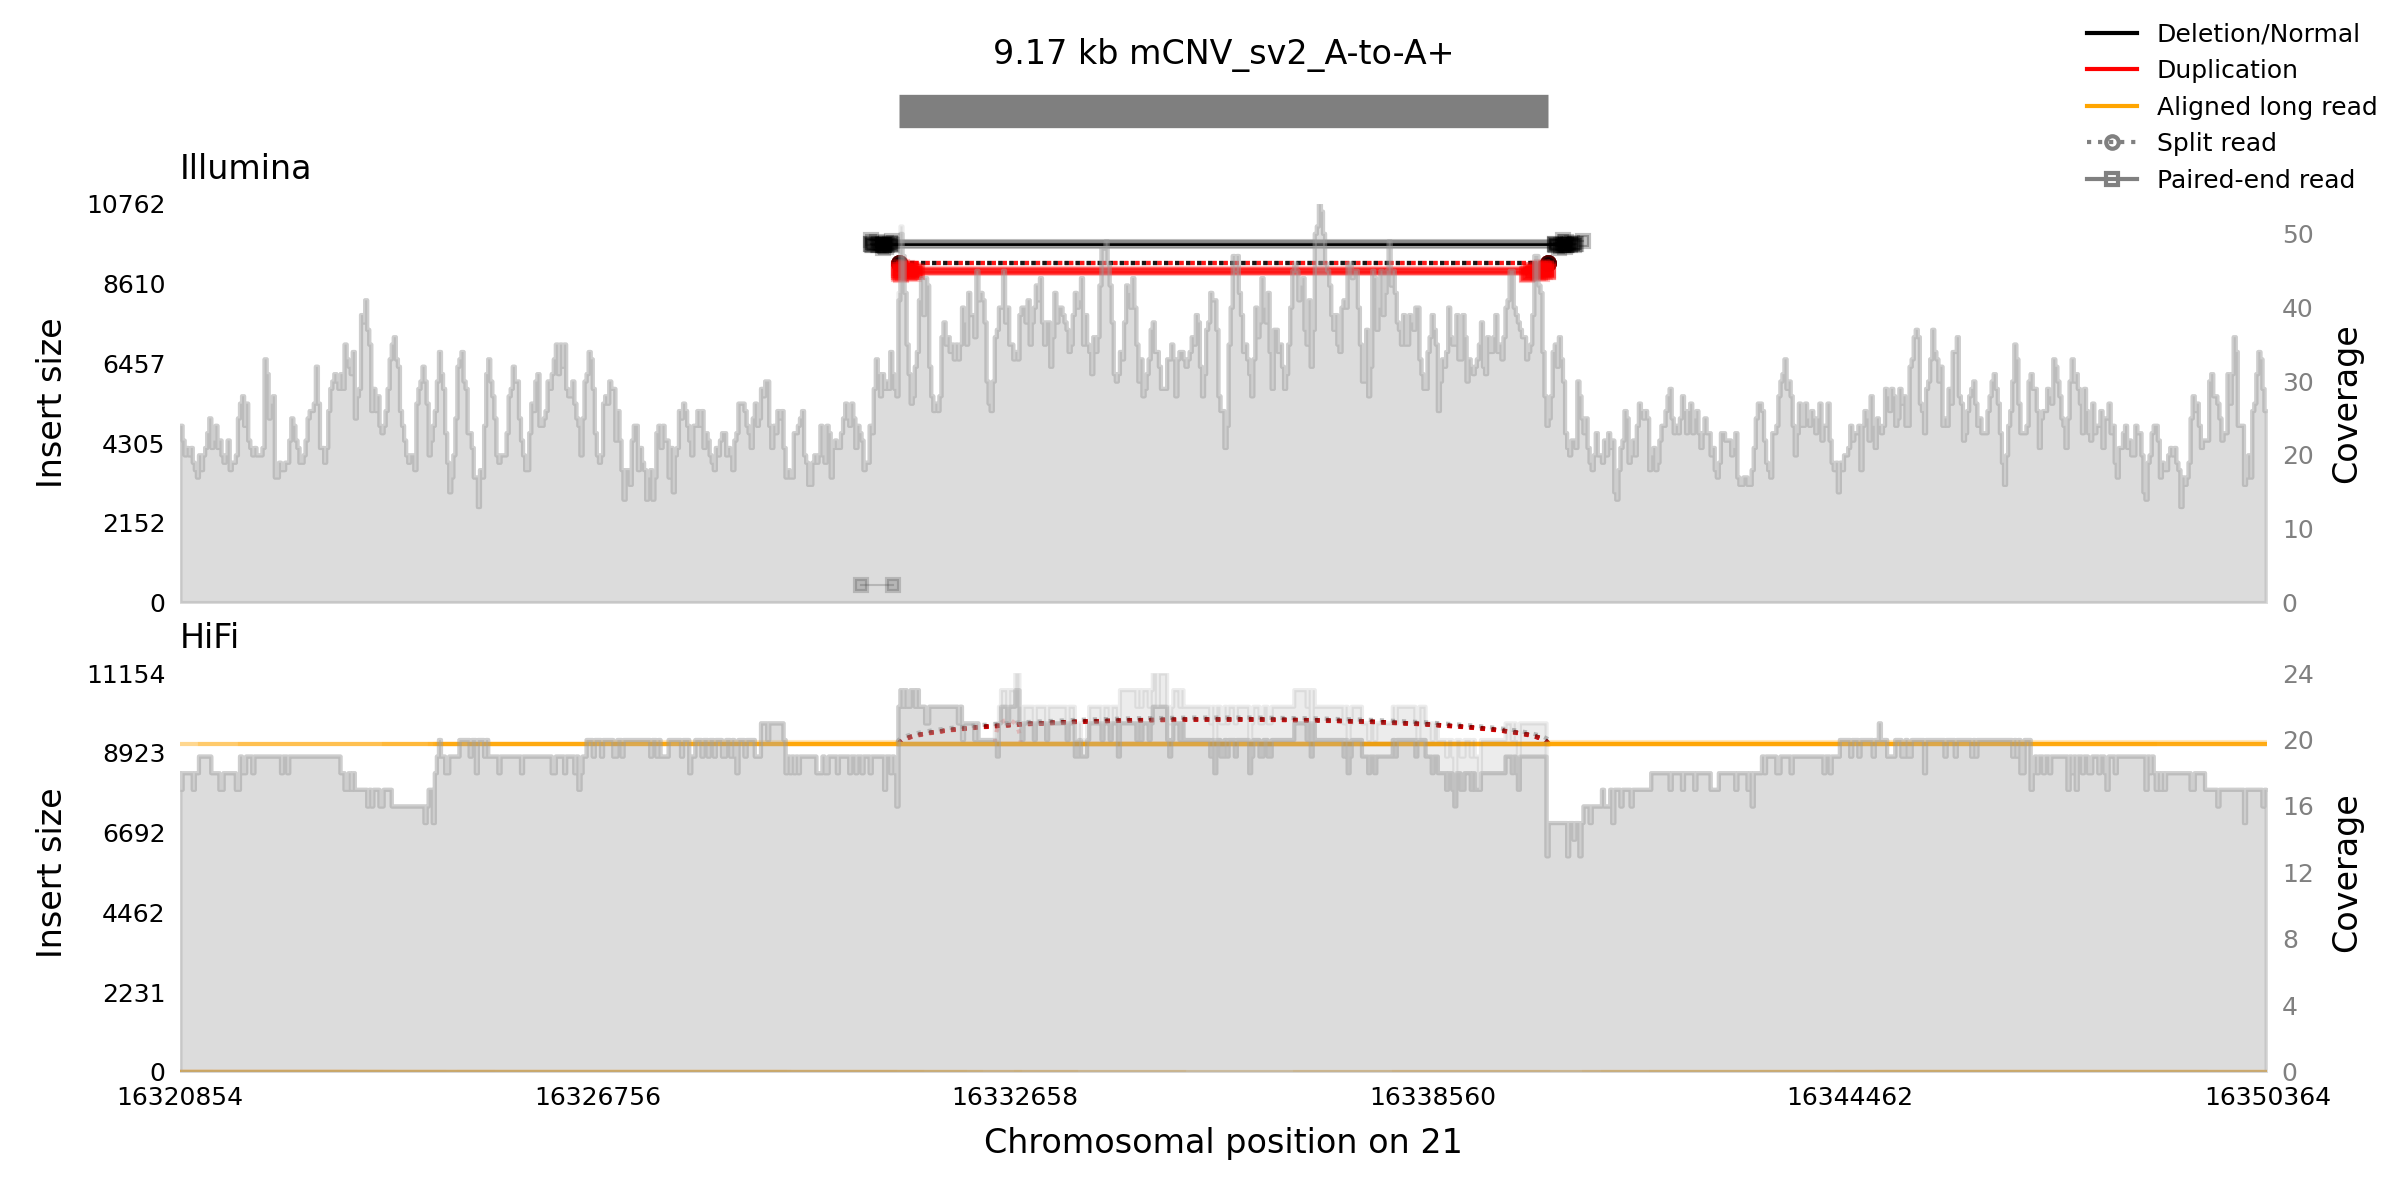 9.17 kb mCNV_sv2_A-to-A+
Deletion/Normal
Duplication
Aligned long read
Split read
Paired-end read
Illumina
10762
8610
6457
4305
2152
0
Insert size
50
40
30
20
10
0
Coverage
HiFi
11154
8923
6692
4462
2231
0
Insert size
24
20
16
12
8
4
0
Coverage
16320854
16326756
16332658
16338560
16344462
16350364
Chromosomal position on 21